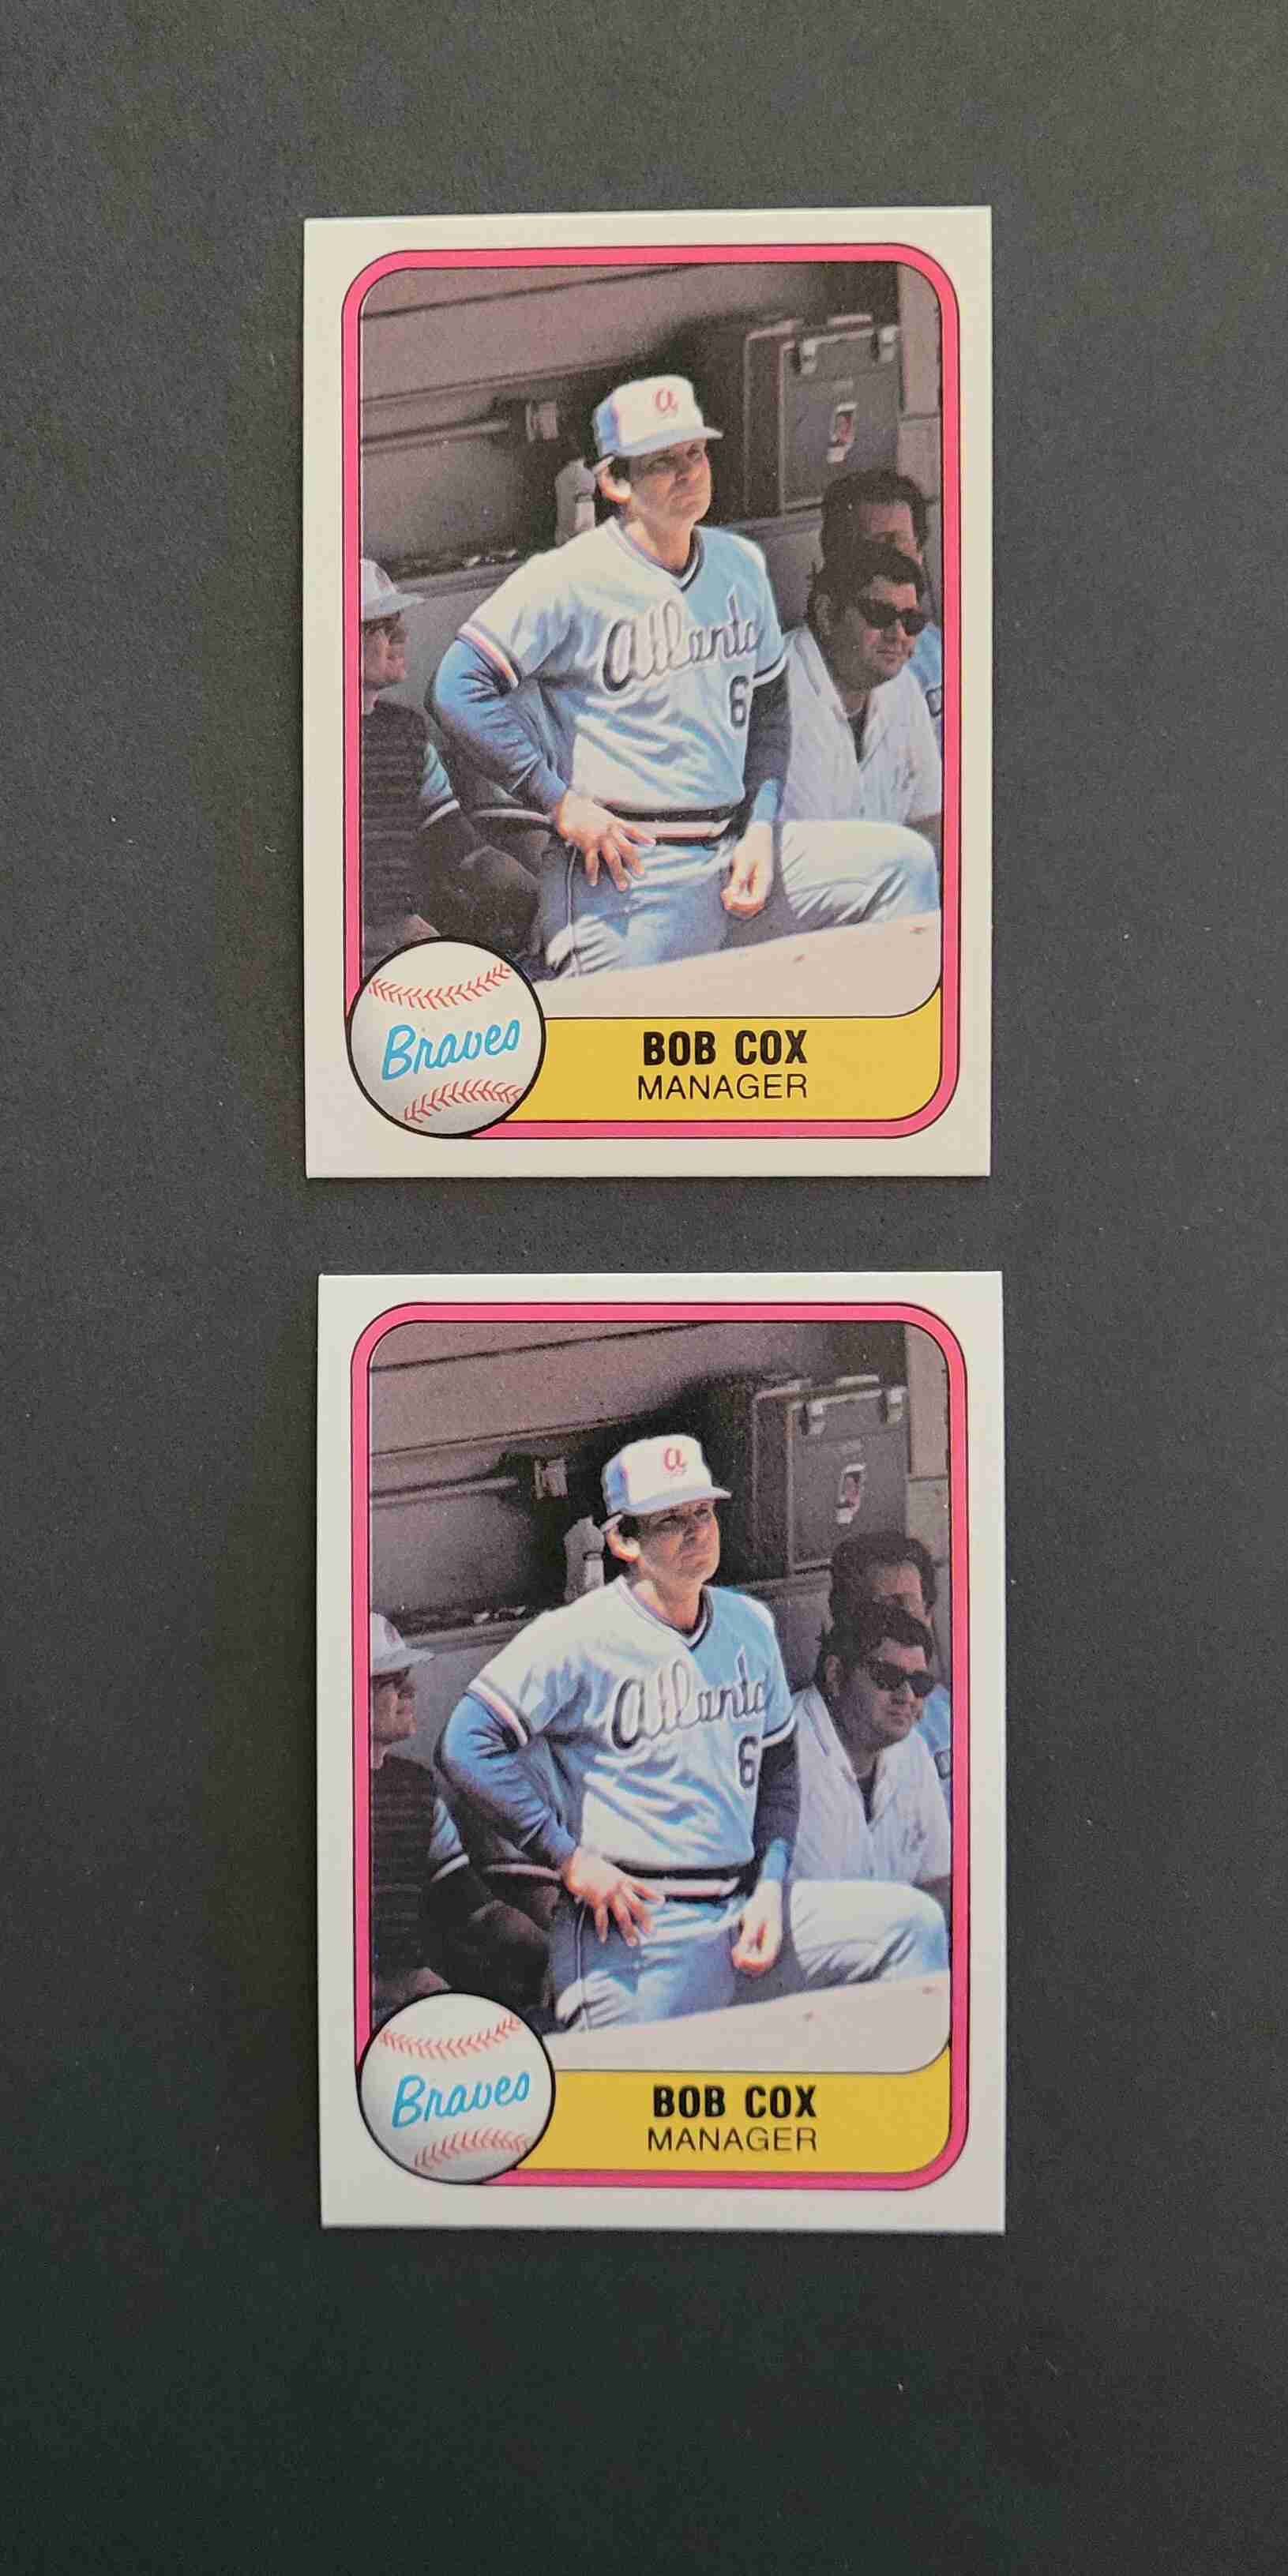 a
Atlanta
6
Braves
BOB COX
MANAGER
a
Atlanta
6
Braves
BOB COX
MANAGER